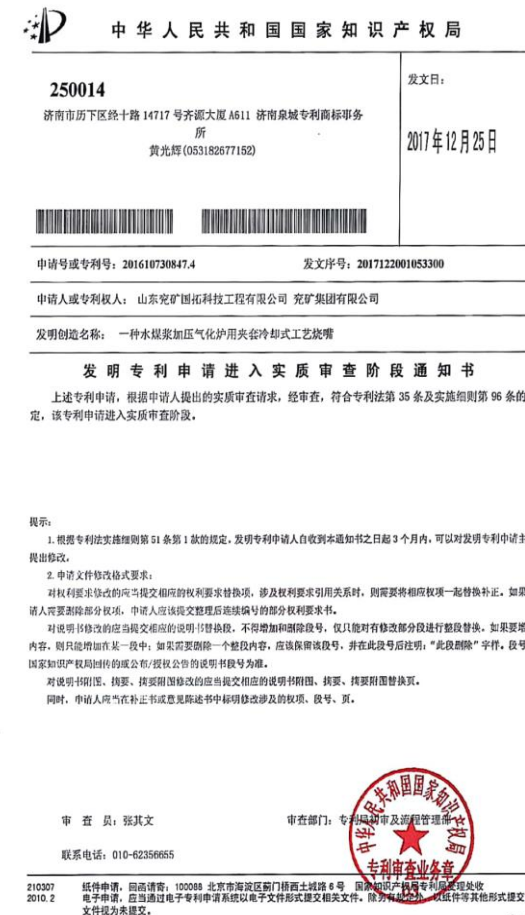 中华人民共和国国家知识产权局
发文日：
250014
济南市历下区经十路 14717 号齐源大厦 A611 济南泉城专利商标事务
所
黄光辉(053182677152)
2017年12月25日
申请号或专利号：201610730847.4 发文序号：2017122001053300
申请人或专利权人： 山东兖矿国拓科技工程有限公司 兖矿集团有限公司
发明创造名称： 一种水煤浆加压气化炉用夹套冷却式工艺烧嘴
发明专利申请进入实质审查阶段通知书
上述专利申请，根据申请人提出的实质审查请求，经审查，符合专利法第 35 条及实施细则第 96 条的
定，该专利申请进入实质审查阶段。
提示：
1.根据专利法实施细则第 51 条第 1 款的规定，发明专利申请人自收到本通知书之日起 3 个月内，可以对发明专利申请主
提出修改。
2.申请文件修改格式要求：
对权利要求修改的应当提交相应的权利要求替换项，涉及权利要求引用关系时，则需要将相应权项一起替换补正。如果
请人需要删除部分权项，申请人应该提交整理后连续编号的部分权利要求书。
对说明书修改的应当提交相应的说明书替换段，不得增加和删除段号，仅只能对有修改部分段进行整段替换。如果要增
内容，则只能增加在某一段中；如果需要删除一个整段内容，应该保留该段号，并在此段号后注明：“此段删除”字样。段号
国家知识产权局回传的或公布/授权公告的说明书段号为准。
对说明书附图、摘要、摘要附图修改的应当提交相应的说明书附图、摘要、摘要附图替换页。
同时，申请人应当在补正书或意见陈述书中标明修改涉及的权项、段号、页。
审 查 员：张其文 审查部门：专利局初审及流程管理部
联系电话：010-62356655
中华人民共和国国家知识产权局
专利审查业务章
210307 纸件申请，回函请寄：100088 北京市海淀区蓟门桥西土城路 6 号 国家知识产权局专利局受理处收
2010.2 电子申请，应当通过电子专利申请系统以电子文件形式提交相关文件。除另有规定外，以纸件等其他形式提交
文件视为未提交。